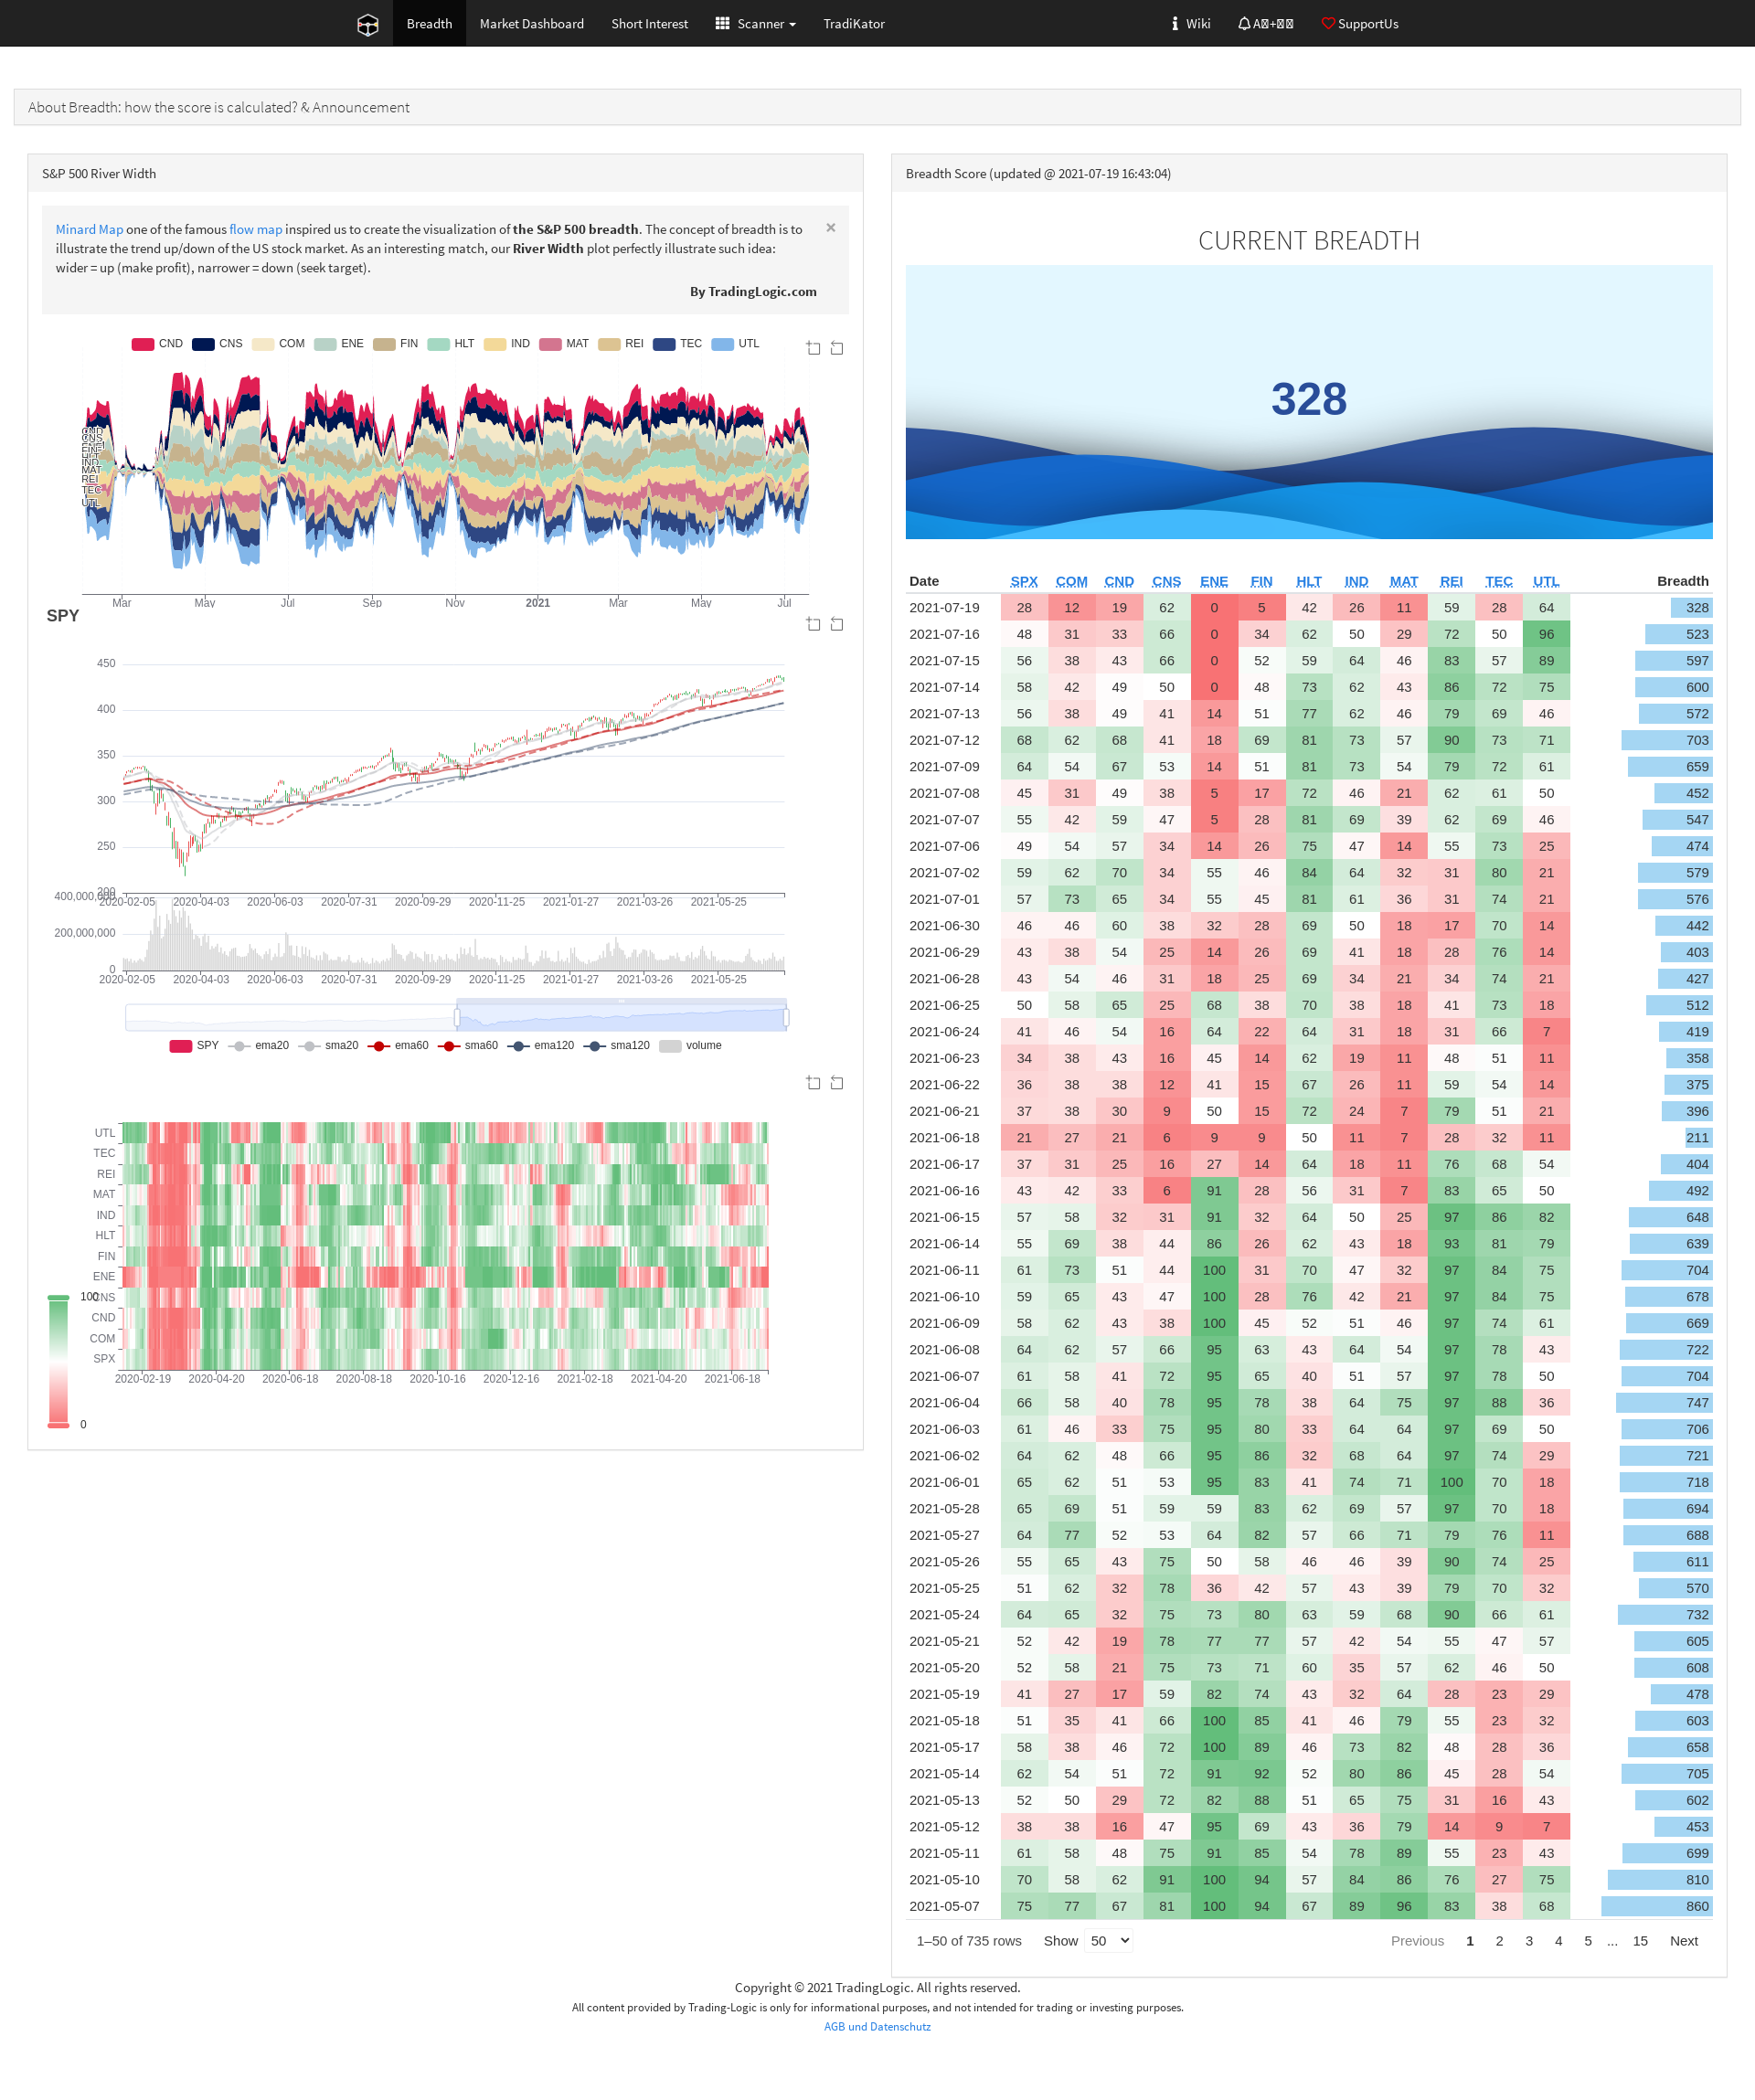 Breadth Market Dashboard Short Interest Scanner TradiKator Wiki SupportUs
About Breadth: how the score is calculated? & Announcement
S&P 500 River Width
Minard Map one of the famous flow map inspired us to create the visualization of the S&P 500 breadth. The concept of breadth is to
illustrate the trend up/down of the US stock market. As an interesting match, our River Width plot perfectly illustrate such idea:
wider = up (make profit), narrower = down (seek target).
By TradingLogic.com
×
CND CNS COM ENE FIN HLT IND MAT REI TEC UTL
CND
CNS
FIN
HLT
IND
MAT
REI
TEC
UTL
Mar May Jul Sep Nov 2021 Mar May Jul
SPY
450
400
350
300
250
200
2020-02-05 2020-04-03 2020-06-03 2020-07-31 2020-09-29 2020-11-25 2021-01-27 2021-03-26 2021-05-25
400,000,000
200,000,000
0
2020-02-05 2020-04-03 2020-06-03 2020-07-31 2020-09-29 2020-11-25 2021-01-27 2021-03-26 2021-05-25
SPY ema20 sma20 ema60 sma60 ema120 sma120 volume
UTL
TEC
REI
MAT
IND
HLT
FIN
ENE
CNS
CND
COM
SPX
2020-02-19 2020-04-20 2020-06-18 2020-08-18 2020-10-16 2020-12-16 2021-02-18 2021-04-20 2021-06-18
100
0
Breadth Score (updated @ 2021-07-19 16:43:04)
CURRENT BREADTH
328
Date SPX COM CND CNS ENE FIN HLT IND MAT REI TEC UTL Breadth
2021-07-19 28 12 19 62 0 5 42 26 11 59 28 64 328
2021-07-16 48 31 33 66 0 34 62 50 29 72 50 96 523
2021-07-15 56 38 43 66 0 52 59 64 46 83 57 89 597
2021-07-14 58 42 49 50 0 48 73 62 43 86 72 75 600
2021-07-13 56 38 49 41 14 51 77 62 46 79 69 46 572
2021-07-12 68 62 68 41 18 69 81 73 57 90 73 71 703
2021-07-09 64 54 67 53 14 51 81 73 54 79 72 61 659
2021-07-08 45 31 49 38 5 17 72 46 21 62 61 50 452
2021-07-07 55 42 59 47 5 28 81 69 39 62 69 46 547
2021-07-06 49 54 57 34 14 26 75 47 14 55 73 25 474
2021-07-02 59 62 70 34 55 46 84 64 32 31 80 21 579
2021-07-01 57 73 65 34 55 45 81 61 36 31 74 21 576
2021-06-30 46 46 60 38 32 28 69 50 18 17 70 14 442
2021-06-29 43 38 54 25 14 26 69 41 18 28 76 14 403
2021-06-28 43 54 46 31 18 25 69 34 21 34 74 21 427
2021-06-25 50 58 65 25 68 38 70 38 18 41 73 18 512
2021-06-24 41 46 54 16 64 22 64 31 18 31 66 7 419
2021-06-23 34 38 43 16 45 14 62 19 11 48 51 11 358
2021-06-22 36 38 38 12 41 15 67 26 11 59 54 14 375
2021-06-21 37 38 30 9 50 15 72 24 7 79 51 21 396
2021-06-18 21 27 21 6 9 9 50 11 7 28 32 11 211
2021-06-17 37 31 25 16 27 14 64 18 11 76 68 54 404
2021-06-16 43 42 33 6 91 28 56 31 7 83 65 50 492
2021-06-15 57 58 32 31 91 32 64 50 25 97 86 82 648
2021-06-14 55 69 38 44 86 26 62 43 18 93 81 79 639
2021-06-11 61 73 51 44 100 31 70 47 32 97 84 75 704
2021-06-10 59 65 43 47 100 28 76 42 21 97 84 75 678
2021-06-09 58 62 43 38 100 45 52 51 46 97 74 61 669
2021-06-08 64 62 57 66 95 63 43 64 54 97 78 43 722
2021-06-07 61 58 41 72 95 65 40 51 57 97 78 50 704
2021-06-04 66 58 40 78 95 78 38 64 75 97 88 36 747
2021-06-03 61 46 33 75 95 80 33 64 64 97 69 50 706
2021-06-02 64 62 48 66 95 86 32 68 64 97 74 29 721
2021-06-01 65 62 51 53 95 83 41 74 71 100 70 18 718
2021-05-28 65 69 51 59 59 83 62 69 57 97 70 18 694
2021-05-27 64 77 52 53 64 82 57 66 71 79 76 11 688
2021-05-26 55 65 43 75 50 58 46 46 39 90 74 25 611
2021-05-25 51 62 32 78 36 42 57 43 39 79 70 32 570
2021-05-24 64 65 32 75 73 80 63 59 68 90 66 61 732
2021-05-21 52 42 19 78 77 77 57 42 54 55 47 57 605
2021-05-20 52 58 21 75 73 71 60 35 57 62 46 50 608
2021-05-19 41 27 17 59 82 74 43 32 64 28 23 29 478
2021-05-18 51 35 41 66 100 85 41 46 79 55 23 32 603
2021-05-17 58 38 46 72 100 89 46 73 82 48 28 36 658
2021-05-14 62 54 51 72 91 92 52 80 86 45 28 54 705
2021-05-13 52 50 29 72 82 88 51 65 75 31 16 43 602
2021-05-12 38 38 16 47 95 69 43 36 79 14 9 7 453
2021-05-11 61 58 48 75 91 85 54 78 89 55 23 43 699
2021-05-10 70 58 62 91 100 94 57 84 86 76 27 75 810
2021-05-07 75 77 67 81 100 94 67 89 96 83 38 68 860
1–50 of 735 rows Show 50 Previous 1 2 3 4 5 ... 15 Next
Copyright © 2021 TradingLogic. All rights reserved.
All content provided by Trading-Logic is only for informational purposes, and not intended for trading or investing purposes.
AGB und Datenschutz